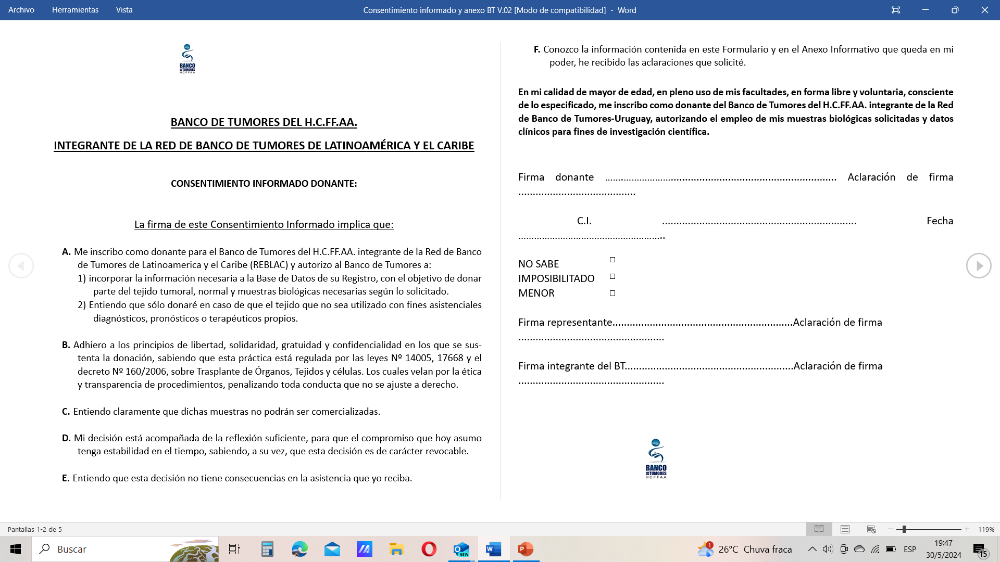 Archivo Herramientas Vista Consentimiento informado y anexo BT V.02 [Modo de compatibilidad] - Word
BANCO
DE TUMORES
HCFFAA
BANCO DE TUMORES DEL H.C.FF.AA.
INTEGRANTE DE LA RED DE BANCO DE TUMORES DE LATINOAMÉRICA Y EL CARIBE
CONSENTIMIENTO INFORMADO DONANTE:
La firma de este Consentimiento Informado implica que:
A. Me inscribo como donante para el Banco de Tumores del H.C.FF.AA. integrante de la Red de Banco
de Tumores de Latinoamerica y el Caribe (REBLAC) y autorizo al Banco de Tumores a:
1) incorporar la información necesaria a la Base de Datos de su Registro, con el objetivo de donar
parte del tejido tumoral, normal y muestras biológicas necesarias según lo solicitado.
2) Entiendo que sólo donaré en caso de que el tejido que no sea utilizado con fines asistenciales
diagnósticos, pronósticos o terapéuticos propios.
B. Adhiero a los principios de libertad, solidaridad, gratuidad y confidencialidad en los que se sus-
tenta la donación, sabiendo que esta práctica está regulada por las leyes Nº 14005, 17668 y el
decreto Nº 160/2006, sobre Trasplante de Órganos, Tejidos y células. Los cuales velan por la ética
y transparencia de procedimientos, penalizando toda conducta que no se ajuste a derecho.
C. Entiendo claramente que dichas muestras no podrán ser comercializadas.
D. Mi decisión está acompañada de la reflexión suficiente, para que el compromiso que hoy asumo
tenga estabilidad en el tiempo, sabiendo, a su vez, que esta decisión es de carácter revocable.
E. Entiendo que esta decisión no tiene consecuencias en la asistencia que yo reciba.
F. Conozco la información contenida en este Formulario y en el Anexo Informativo que queda en mi
poder, he recibido las aclaraciones que solicité.
En mi calidad de mayor de edad, en pleno uso de mis facultades, en forma libre y voluntaria, consciente
de lo especificado, me inscribo como donante del Banco de Tumores del H.C.FF.AA. integrante de la Red
de Banco de Tumores-Uruguay, autorizando el empleo de mis muestras biológicas solicitadas y datos
clínicos para fines de investigación científica.
Firma donante ................................................................................ Aclaración de firma
.........................................
C.I. .................................................................... Fecha
....................................................
NO SABE
IMPOSIBILITADO
MENOR
Firma representante...............................................................Aclaración de firma
...................................................
Firma integrante del BT...........................................................Aclaración de firma
...................................................
BANCO
DE TUMORES
HCFFAA
Pantallas 1-2 de 5 119%
Buscar NEW 1 26°C Chuva fraca ESP 19:47
30/5/2024 15